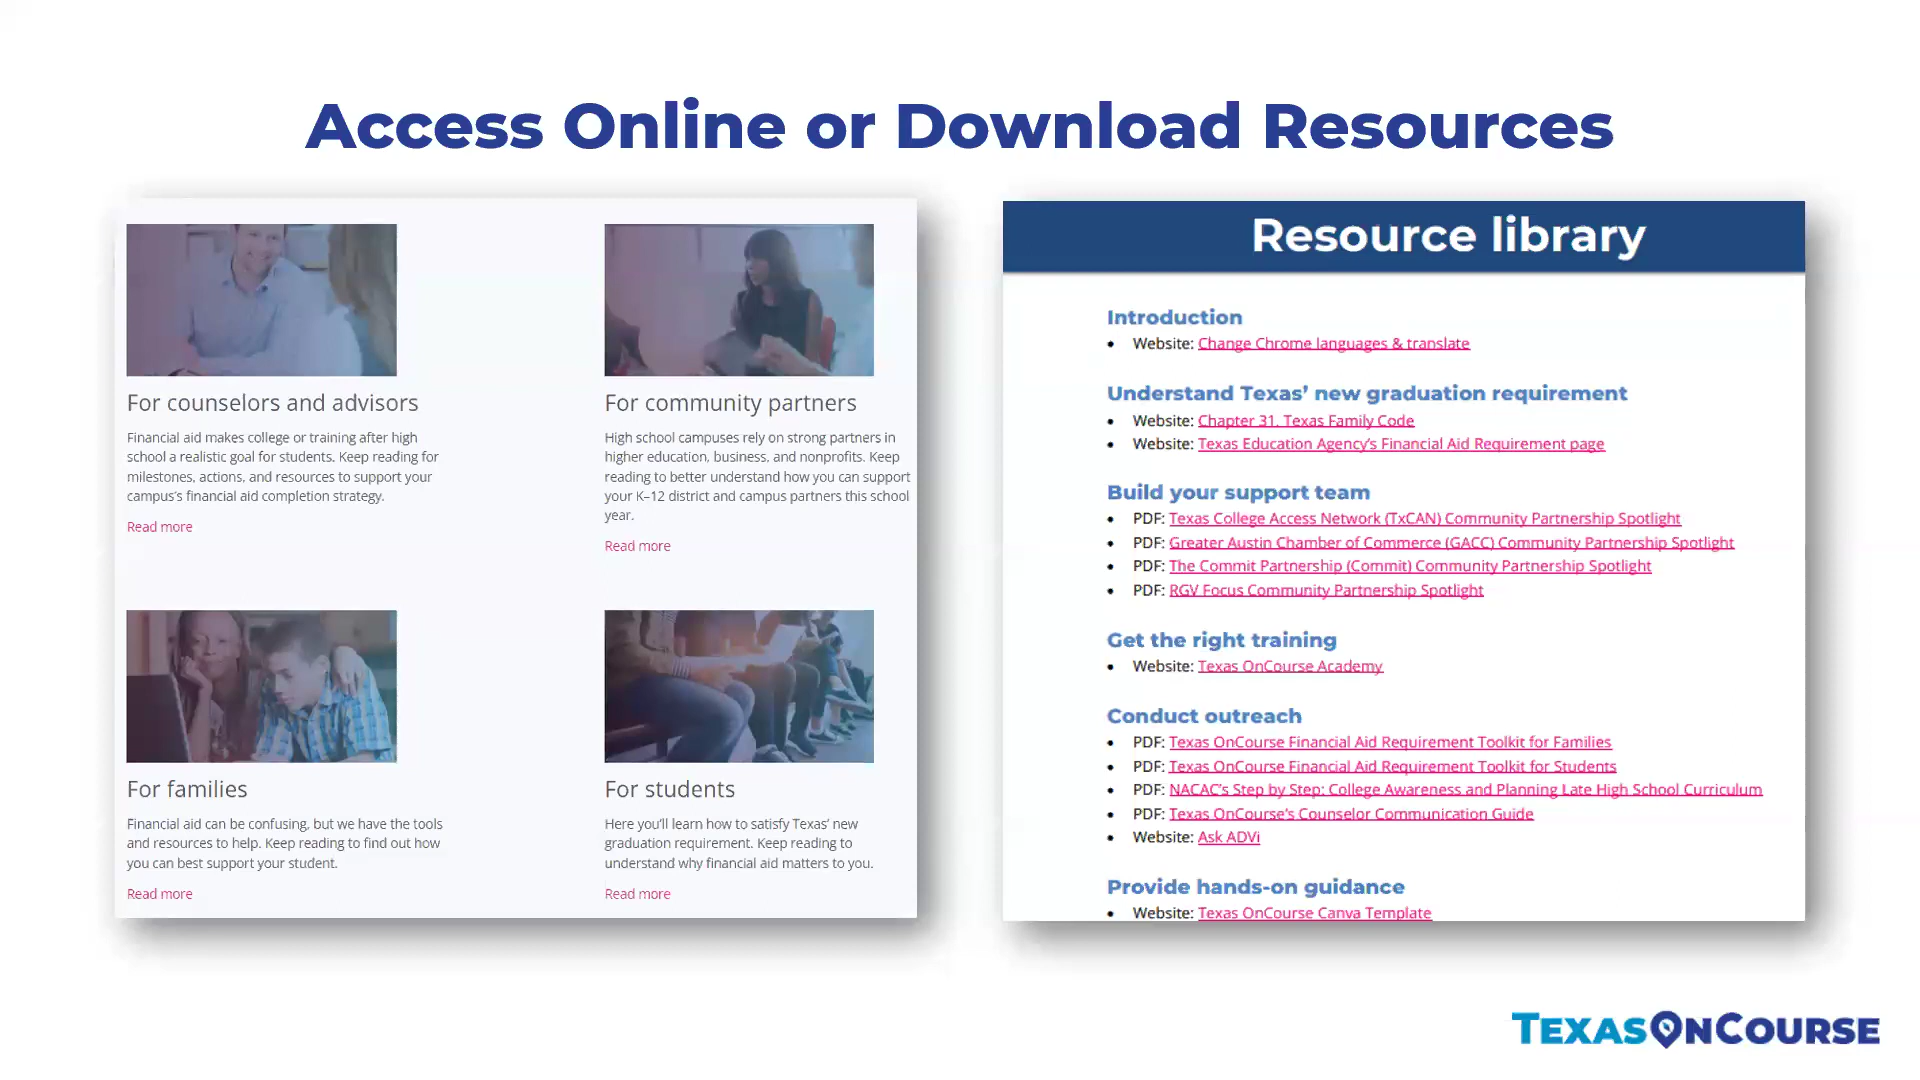 Access Online or Download Resources
For counselors and advisors
Financial aid makes college or training after high
school a realistic goal for students. Keep reading for
milestones, actions, and resources to support your
campus's financial aid completion strategy.
Read more
For community partners
High school campuses rely on strong partners in
higher education, business, and nonprofits. Keep
reading to better understand how you can support
your K–12 district and campus partners this school
year.
Read more
For families
Financial aid can be confusing, but we have the tools
and resources to help. Keep reading to find out how
you can best support your student.
Read more
For students
Here you'll learn how to satisfy Texas' new
graduation requirement. Keep reading to
understand why financial aid matters to you.
Read more
Resource library
Introduction
• Website: Change Chrome languages & translate
Understand Texas' new graduation requirement
• Website: Chapter 31. Texas Family Code
• Website: Texas Education Agency's Financial Aid Requirement page
Build your support team
• PDF: Texas College Access Network (TxCAN) Community Partnership Spotlight
• PDF: Greater Austin Chamber of Commerce (GACC) Community Partnership Spotlight
• PDF: The Commit Partnership (Commit) Community Partnership Spotlight
• PDF: RGV Focus Community Partnership Spotlight
Get the right training
• Website: Texas OnCourse Academy
Conduct outreach
• PDF: Texas OnCourse Financial Aid Requirement Toolkit for Families
• PDF: Texas OnCourse Financial Aid Requirement Toolkit for Students
• PDF: NACAC's Step by Step: College Awareness and Planning Late High School Curriculum
• PDF: Texas OnCourse's Counselor Communication Guide
• Website: Ask ADVi
Provide hands-on guidance
• Website: Texas OnCourse Canva Template
TEXASONCOURSE